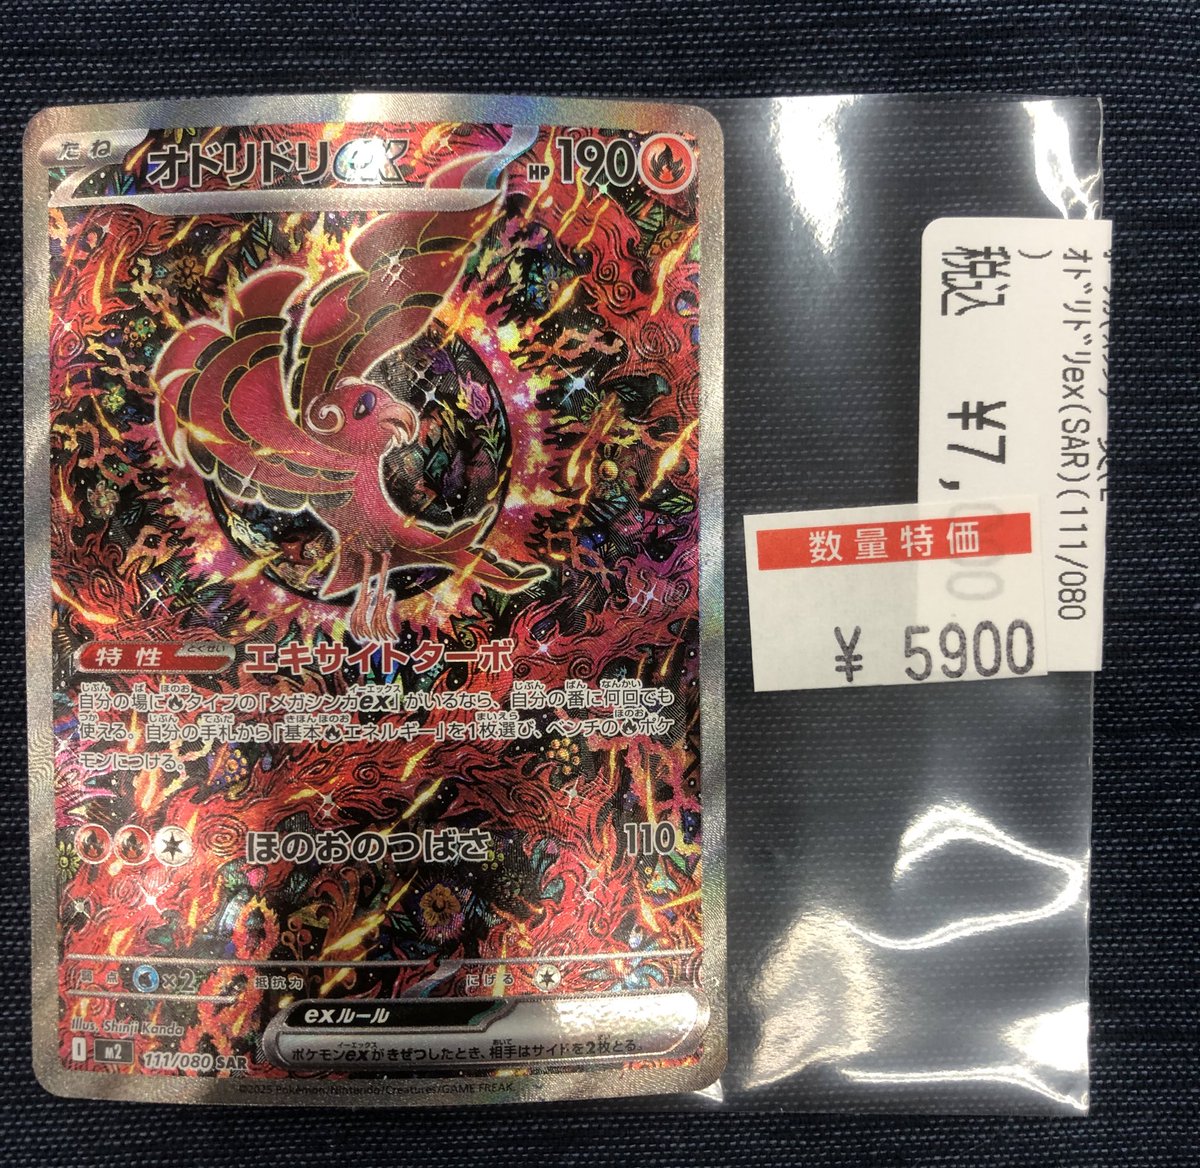 たね
オドリドリex
HP 190
特性
とくせい
エキサイトターボ
自分の場に炎タイプの「メガシンカex」がいるなら、自分の番に何回でも
使える。自分の手札から「基本炎エネルギー」を1枚選び、ベンチの炎ポケ
モンにつける。
ほのおのつばさ 110
弱点 ×2 抵抗力 にげる
exルール
ポケモンexがきぜつしたとき、相手はサイドを2枚とる。
Illus. Shinji Kanda
I m2 111/080 SAR
©2025 Pokémon/Nintendo/Creatures/GAME FREAK.
オドリドリex(SAR)(111/080
)
税込 ¥7,
数量特価
¥ 5900